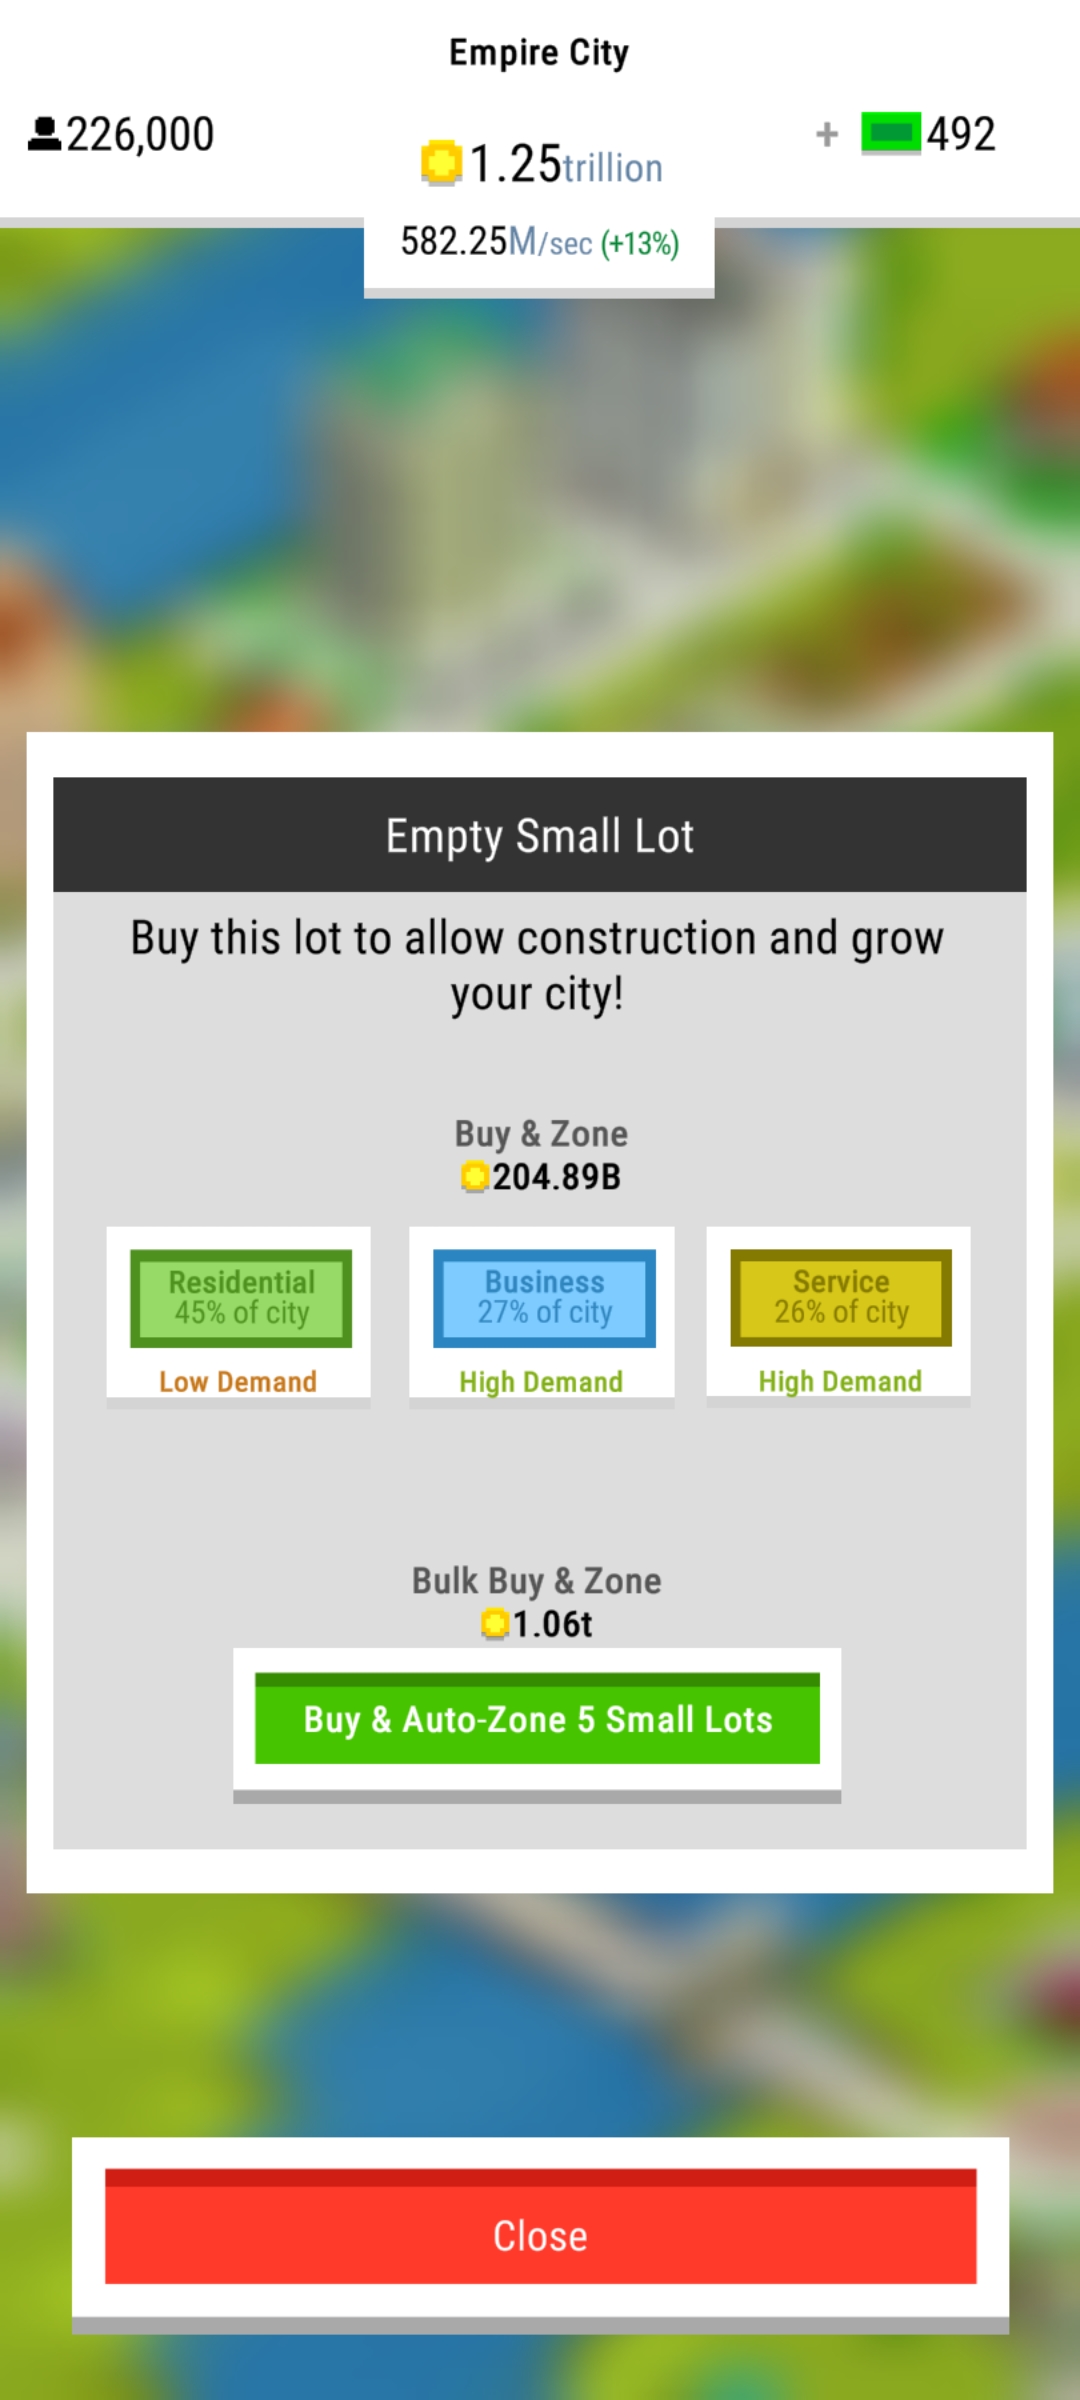 Empire City
226,000
1.25trillion
+ 492
582.25M/sec (+13%)
Empty Small Lot
Buy this lot to allow construction and grow
your city!
Buy & Zone
204.89B
Residential
45% of city
Low Demand
Business
27% of city
High Demand
Service
26% of city
High Demand
Bulk Buy & Zone
1.06t
Buy & Auto-Zone 5 Small Lots
Close